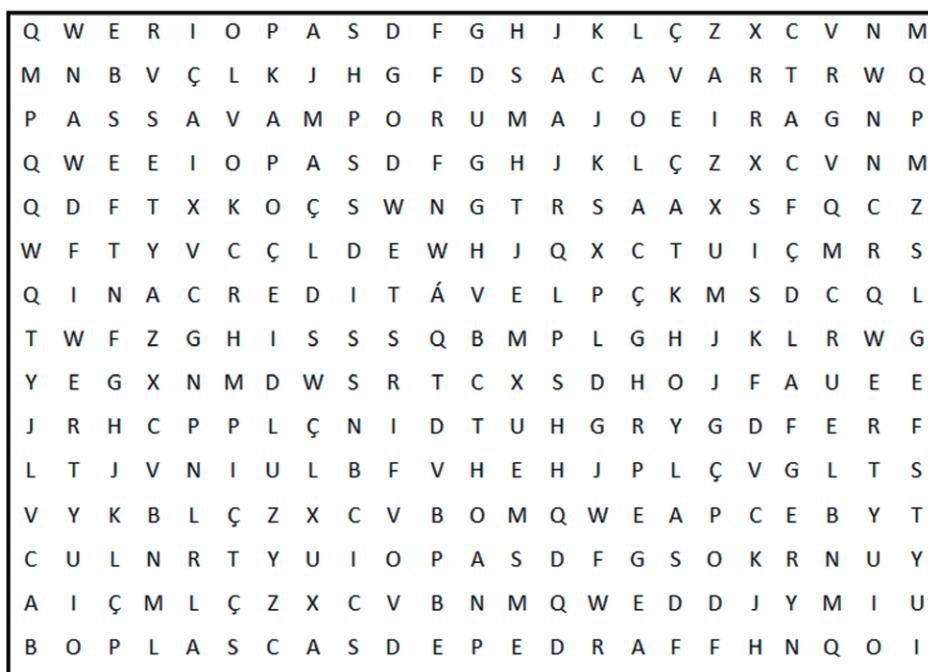 Q W E R I O P A S D F G H J K L Ç Z X C V N M
M N B V Ç L K J H G F D S A C A V A R T R W Q
P A S S A V A M P O R U M A J O E I R A G N P
Q W E E I O P A S D F G H J K L Ç Z X C V N M
Q D F T X K O Ç S W N G T R S A A X S F Q C Z
W F T Y V C Ç L D E W H J Q X C T U I Ç M R S
Q I N A C R E D I T Á V E L P Ç K M S D C Q L
T W F Z G H I S S S Q B M P L G H J K L R W G
Y E G X N M D W S R T C X S D H O J F A U E E
J R H C P P L Ç N I D T U H G R Y G D F E R F
L T J V N I U L B F V H E H J P L Ç V G L T S
V Y K B L Ç Z X C V B O M Q W E A P C E B Y T
C U L N R T Y U I O P A S D F G S O K R N U Y
A I Ç M L Ç Z X C V B N M Q W E D D J Y M I U
B O P L A S C A S D E P E D R A F F H N Q O I